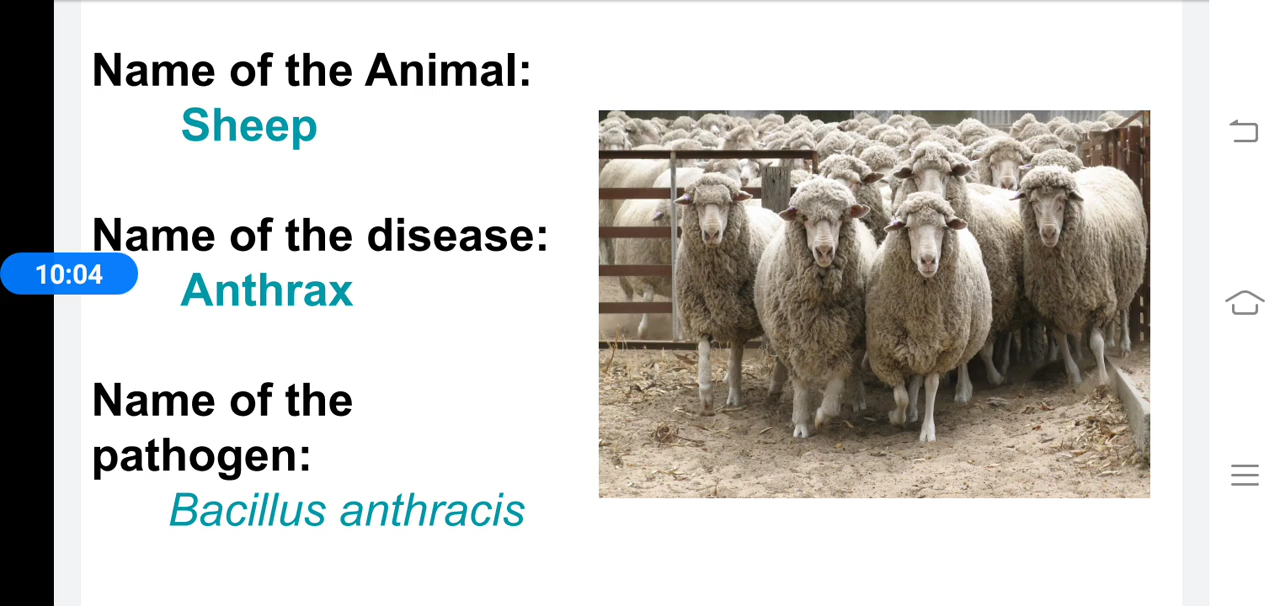 Name of the Animal:
Sheep
Name of the disease:
10:04
Anthrax
Name of the
pathogen:
Bacillus anthracis